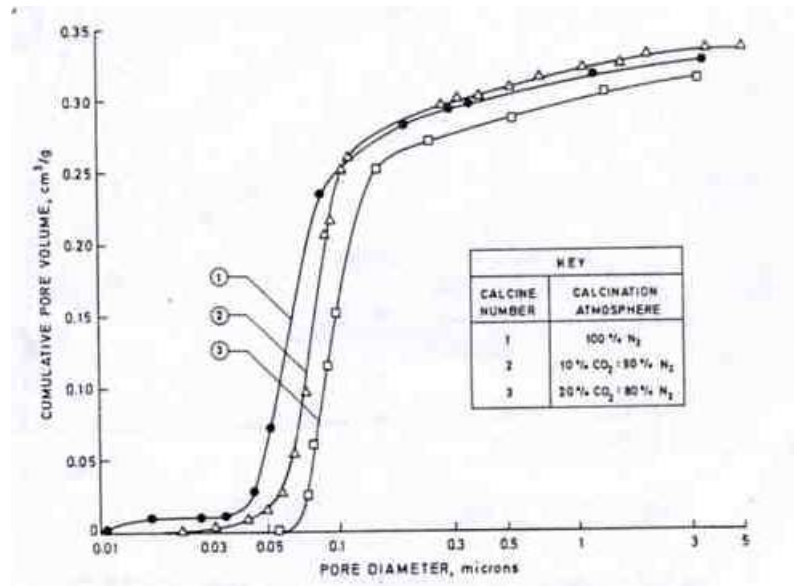 0.35
0.30
0.25
0.20
0.15
0.10
0.05
0
CUMULATIVE PORE VOLUME, cm³/g
1
2
3
KEY
CALCINE NUMBER
CALCINATION ATMOSPHERE
1 100 % N₂
2 10 % CO₂ : 90 % N₂
3 20 % CO₂ : 80 % N₂
0.01 0.03 0.05 0.1 0.3 0.5 1 3 5
PORE DIAMETER, microns